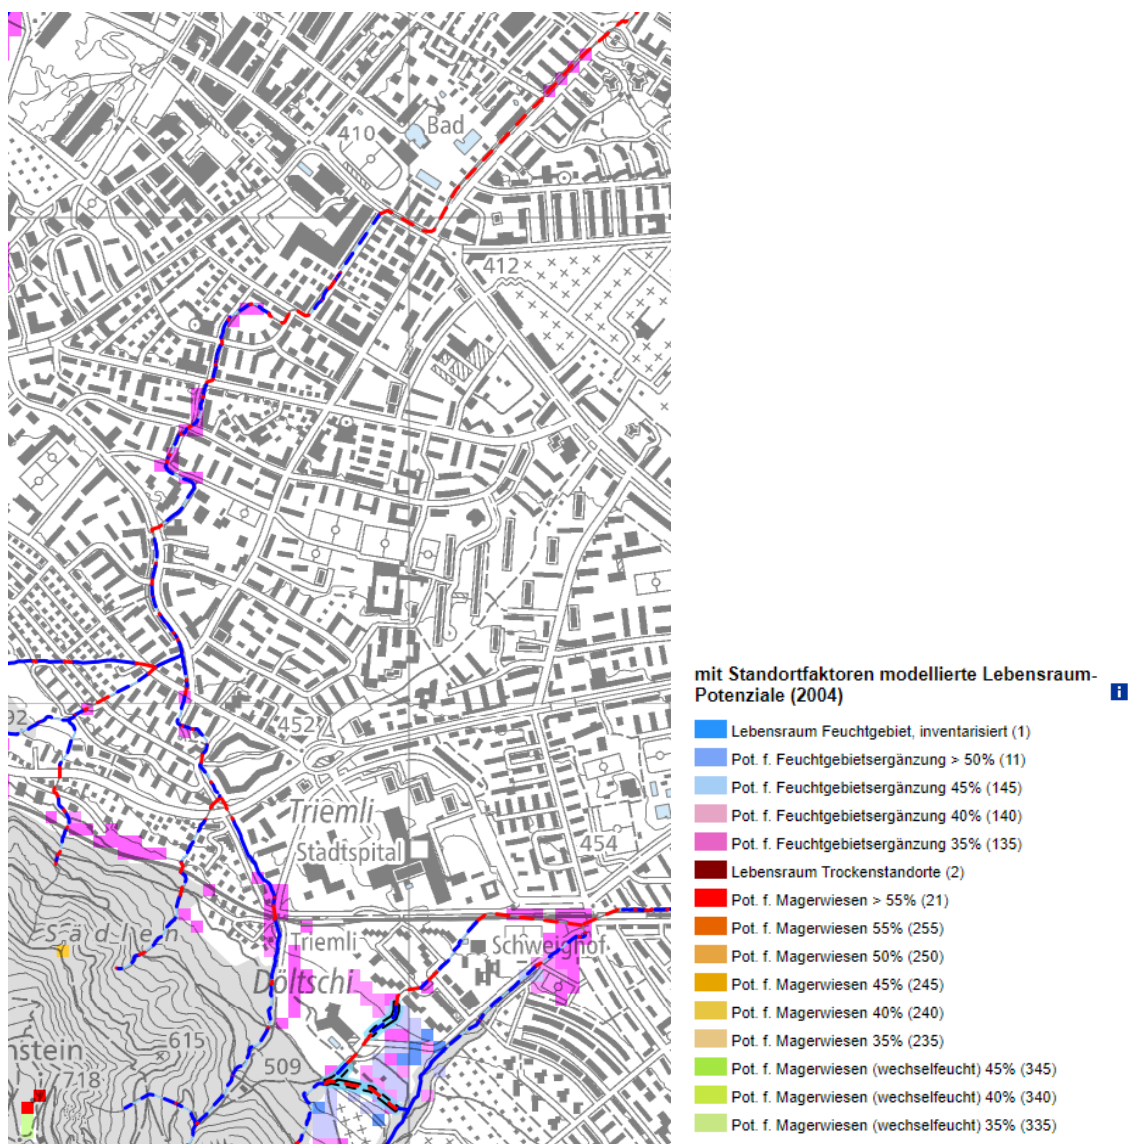 410
Bad
412
92
452
Triemli
Stadtspital
454
Sädlen
Triemli
Schweighof
Döltschi
nstein
615
509
718
mit Standortfaktoren modellierte Lebensraum-
Potenziale (2004)
i
Lebensraum Feuchtgebiet, inventarisiert (1)
Pot. f. Feuchtgebietsergänzung > 50% (11)
Pot. f. Feuchtgebietsergänzung 45% (145)
Pot. f. Feuchtgebietsergänzung 40% (140)
Pot. f. Feuchtgebietsergänzung 35% (135)
Lebensraum Trockenstandorte (2)
Pot. f. Magerwiesen > 55% (21)
Pot. f. Magerwiesen 55% (255)
Pot. f. Magerwiesen 50% (250)
Pot. f. Magerwiesen 45% (245)
Pot. f. Magerwiesen 40% (240)
Pot. f. Magerwiesen 35% (235)
Pot. f. Magerwiesen (wechselfeucht) 45% (345)
Pot. f. Magerwiesen (wechselfeucht) 40% (340)
Pot. f. Magerwiesen (wechselfeucht) 35% (335)